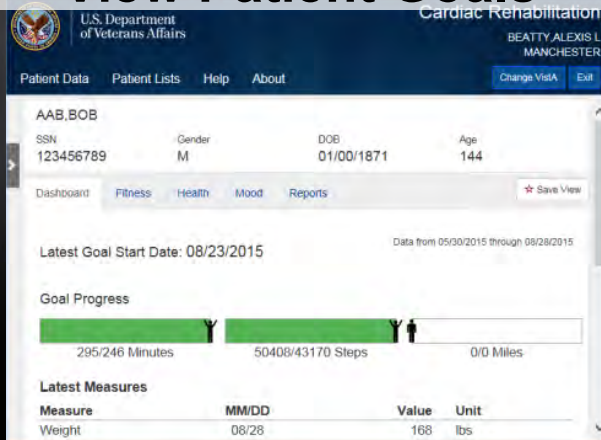 View Patient Goals
U.S. Department
of Veterans Affairs
Cardiac Rehabilitation
BEATTY,ALEXIS L
MANCHESTER
Patient Data Patient Lists Help About Change VistA Exit
AAB,BOB
SSN Gender DOB Age
123456789 M 01/00/1871 144
Dashboard Fitness Health Mood Reports Save View
Latest Goal Start Date: 08/23/2015 Data from 05/30/2015 through 08/28/2015
Goal Progress
295/246 Minutes 50408/43170 Steps 0/0 Miles
Latest Measures
Measure MM/DD Value Unit
Weight 08/28 168 lbs